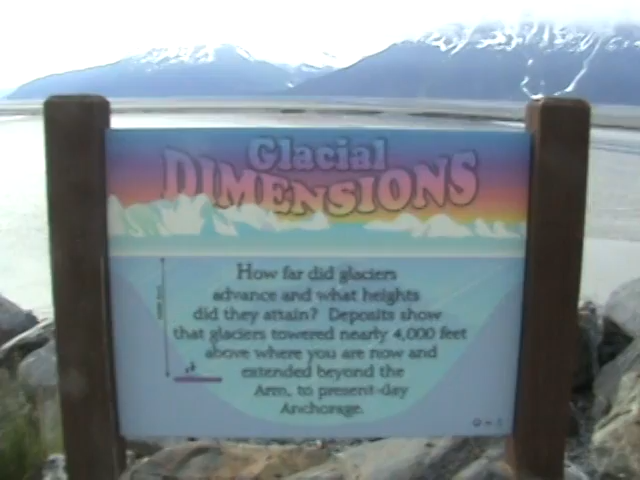 Glacial
DIMENSIONS
How far did glaciers
advance and what heights
did they attain? Deposits show
that glaciers towered nearly 4,000 feet
above where you are now and
extended beyond the
Arm, to present-day
Anchorage.